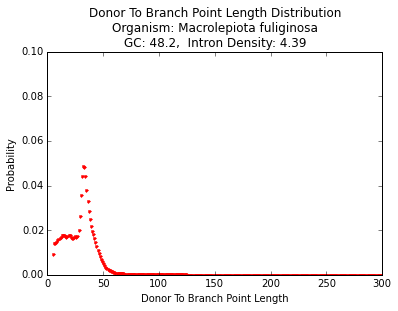 Donor To Branch Point Length Distribution
Organism: Macrolepiota fuliginosa
GC: 48.2,  Intron Density: 4.39
0.10
0.08
0.06
0.04
0.02
0.00
Probability
0 50 100 150 200 250 300
Donor To Branch Point Length